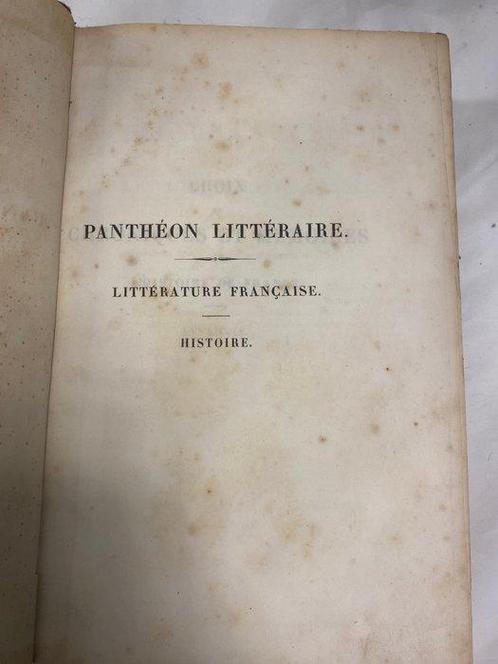 PANTHÉON LITTÉRAIRE.
LITTÉRATURE FRANÇAISE.
HISTOIRE.